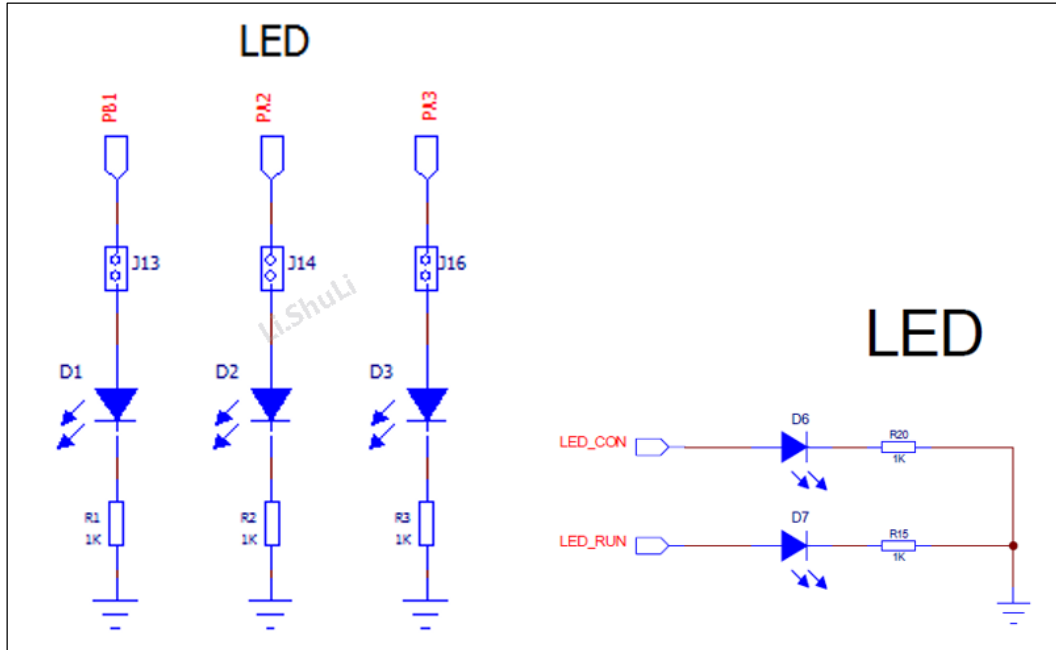 LED
PB1
PA2
PA3
J13
J14
J16
Li.ShuLi
D1
D2
D3
R1
1K
R2
1K
R3
1K
LED
LED_CON
D6
R20
1K
LED_RUN
D7
R15
1K